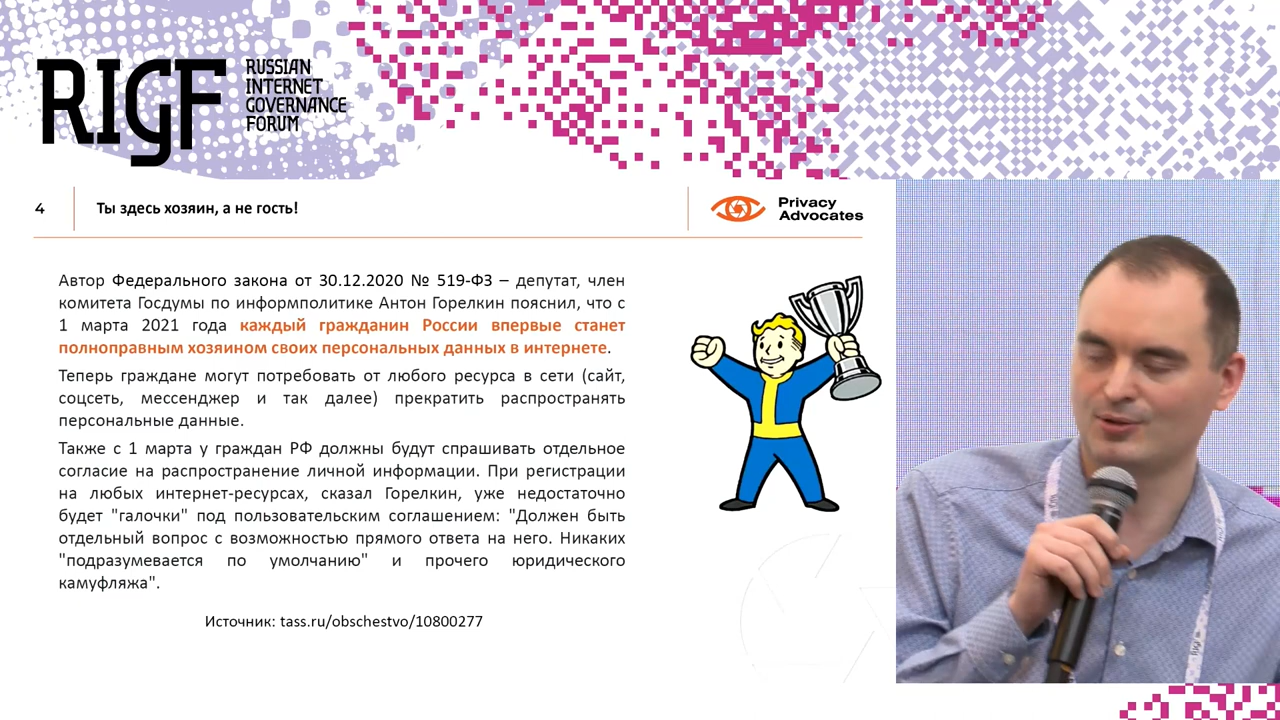 RIGF
RUSSIAN
INTERNET
GOVERNANCE
FORUM
4
Ты здесь хозяин, а не гость!
Privacy
Advocates
Автор Федерального закона от 30.12.2020 № 519-ФЗ – депутат, член
комитета Госдумы по информполитике Антон Горелкин пояснил, что с
1 марта 2021 года каждый гражданин России впервые станет
полноправным хозяином своих персональных данных в интернете.
Теперь граждане могут потребовать от любого ресурса в сети (сайт,
соцсеть, мессенджер и так далее) прекратить распространять
персональные данные.
Также с 1 марта у граждан РФ должны будут спрашивать отдельное
согласие на распространение личной информации. При регистрации
на любых интернет-ресурсах, сказал Горелкин, уже недостаточно
будет "галочки" под пользовательским соглашением: "Должен быть
отдельный вопрос с возможностью прямого ответа на него. Никаких
"подразумевается по умолчанию" и прочего юридического
камуфляжа".
Источник: tass.ru/obschestvo/10800277
RIGF